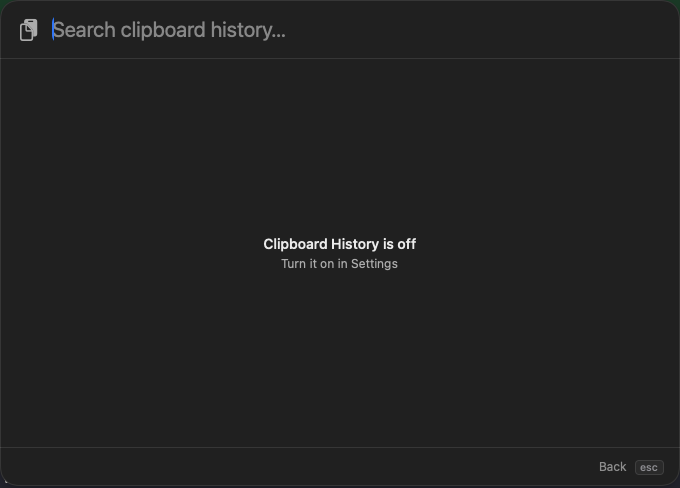 Search clipboard history...
Clipboard History is off
Turn it on in Settings
Back esc